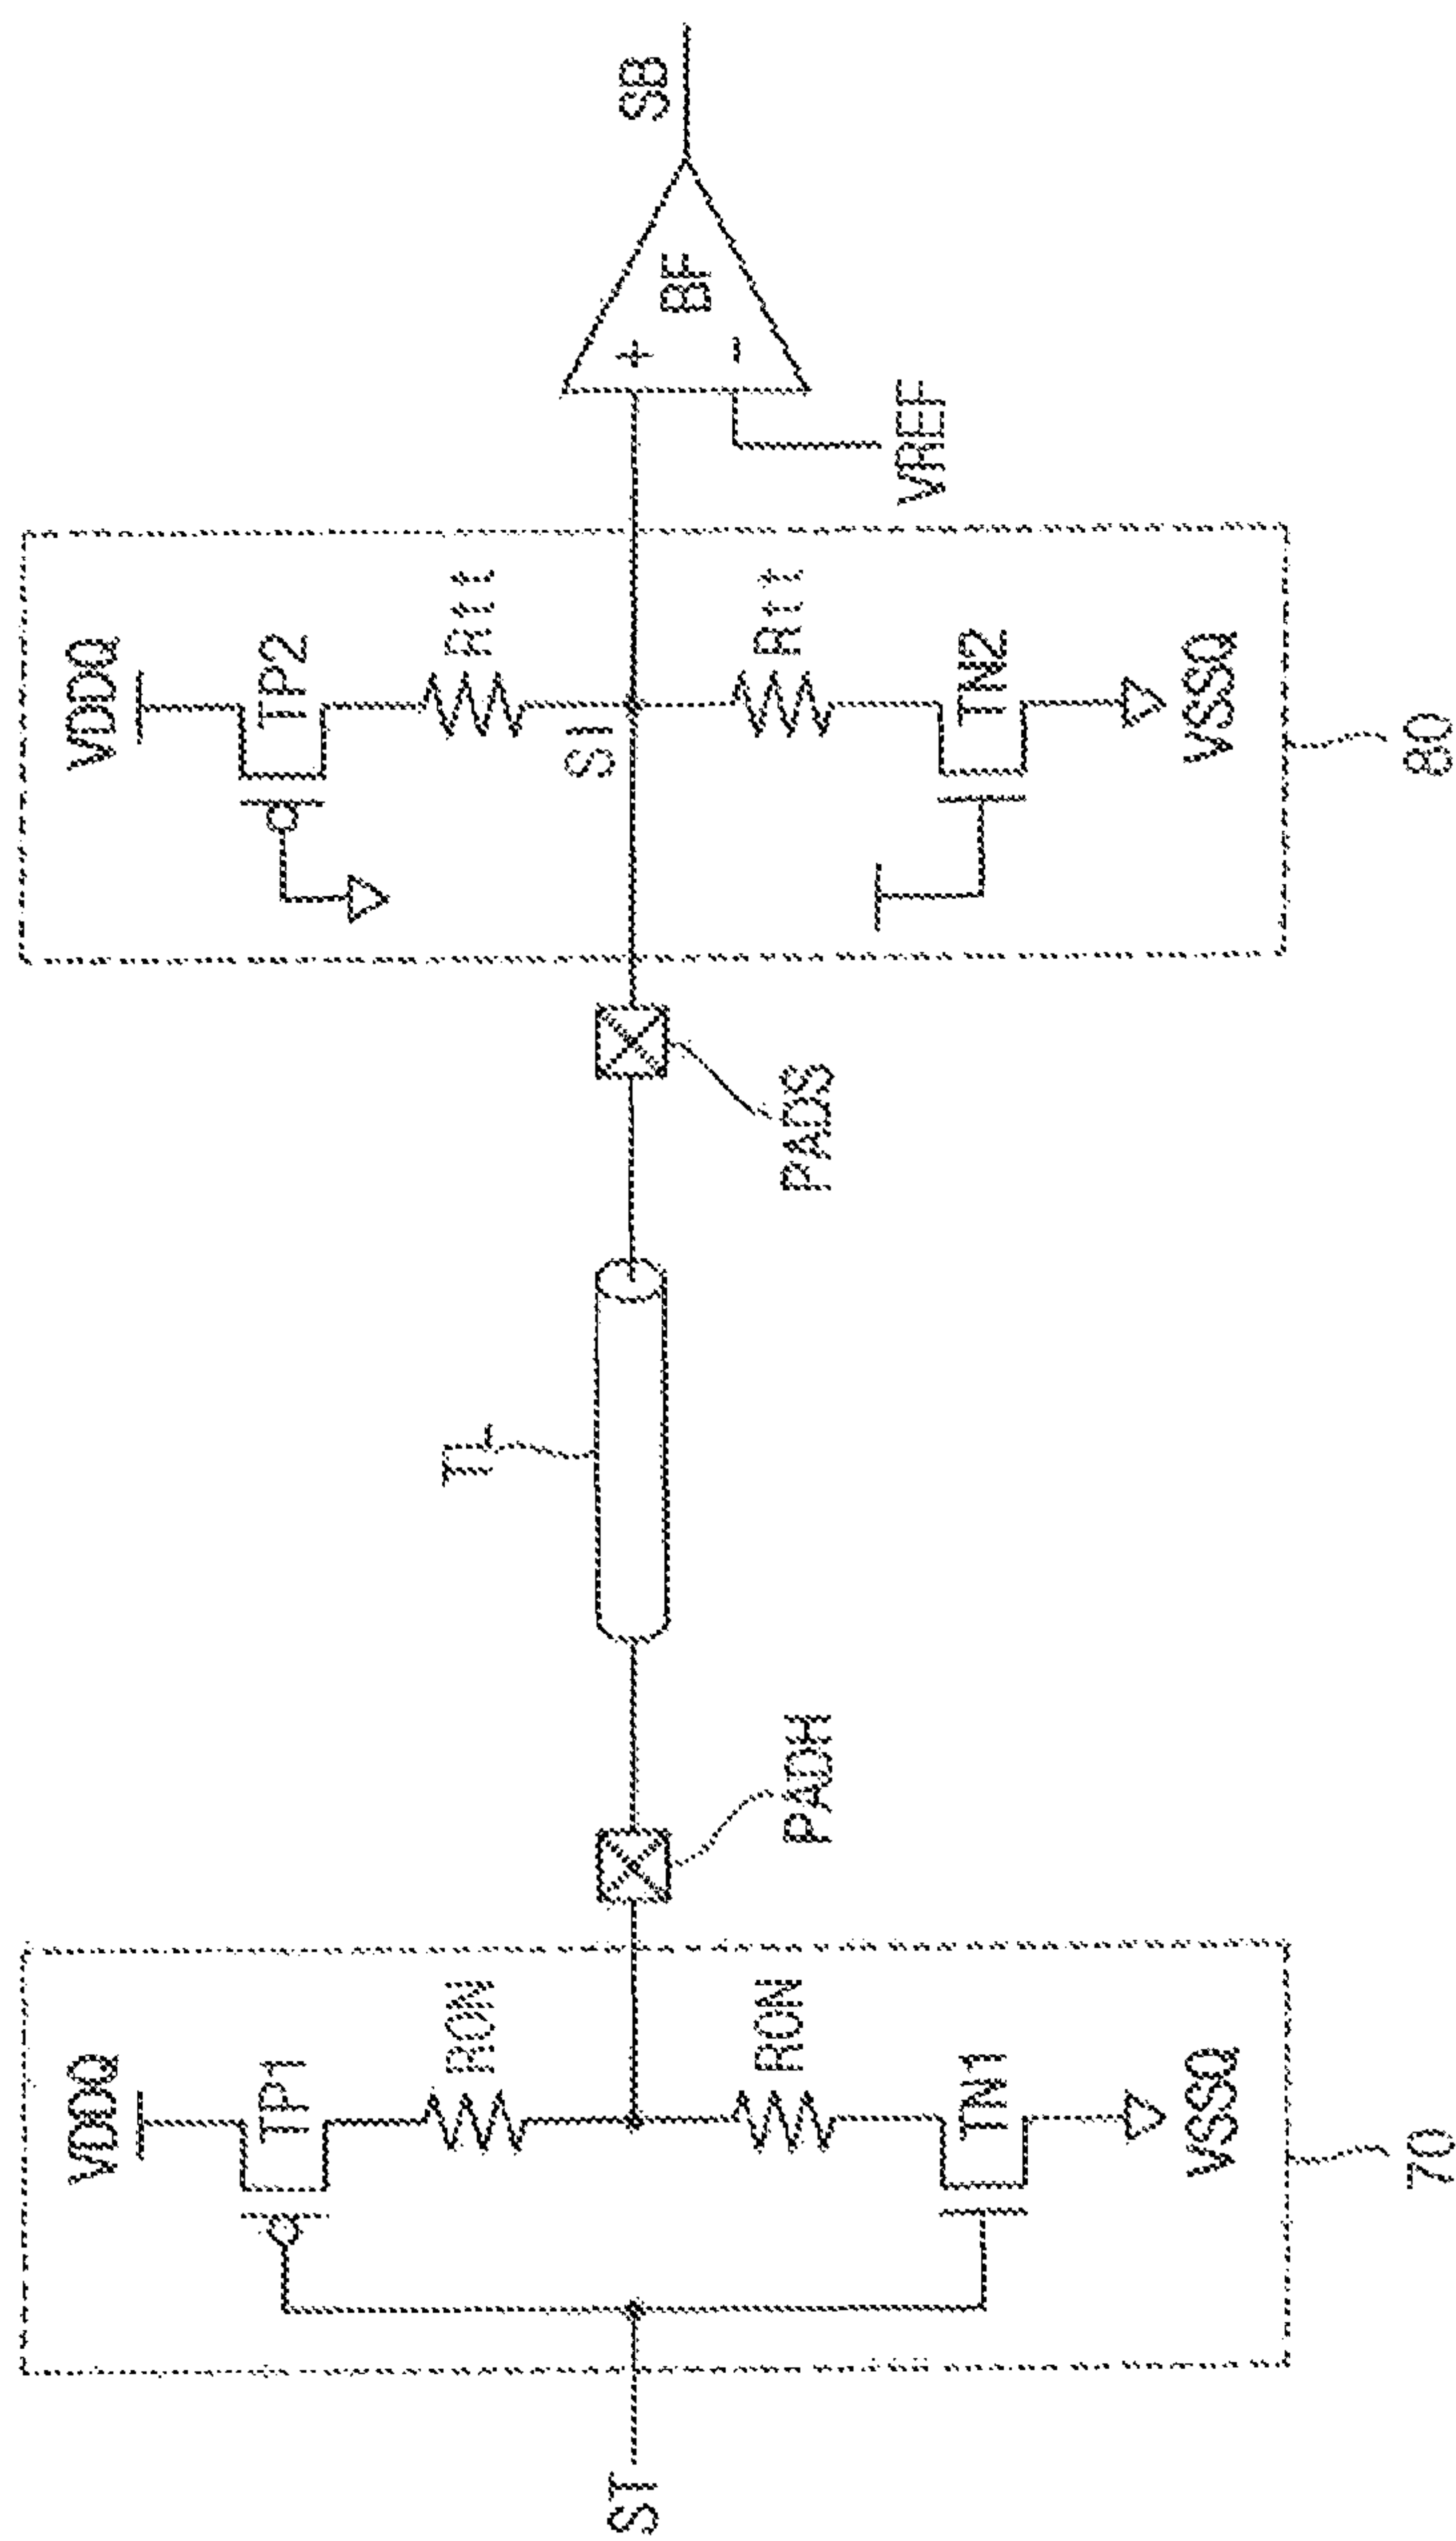 VDDQ
VDDQ
TP1
TP2
RON
Rtt
TL
SI
SB
ST
BF
+
-
RON
PADH
PADS
Rtt
VREF
TN1
TN2
VSSQ
VSSQ
70
80